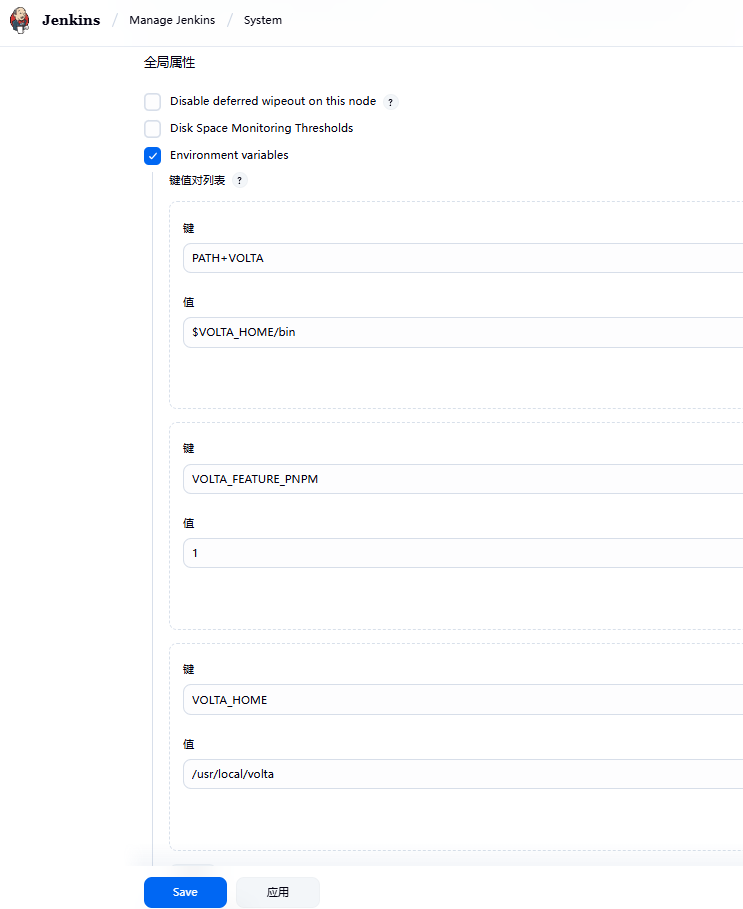 Jenkins / Manage Jenkins / System
全局属性
Disable deferred wipeout on this node ?
Disk Space Monitoring Thresholds
Environment variables
键值对列表 ?
键
PATH+VOLTA
值
$VOLTA_HOME/bin
键
VOLTA_FEATURE_PNPM
值
1
键
VOLTA_HOME
值
/usr/local/volta
Save 应用